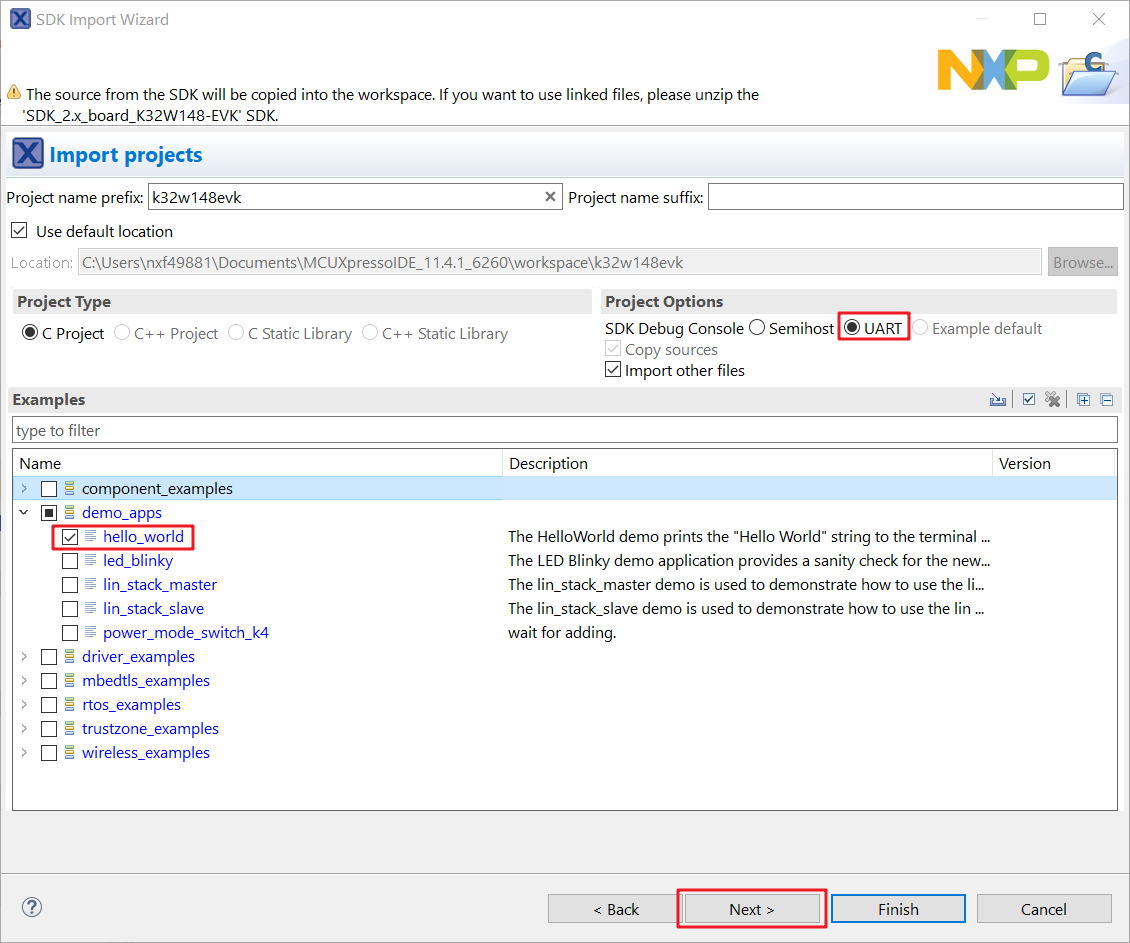 SDK Import Wizard
NXP
The source from the SDK will be copied into the workspace. If you want to use linked files, please unzip the
'SDK_2.x_board_K32W148-EVK' SDK.
Import projects
Project name prefix: k32w148evk Project name suffix:
Use default location
Location: C:\Users\nxf49881\Documents\MCUXpressoIDE_11.4.1_6260\workspace\k32w148evk Browse...
Project Type
C Project C++ Project C Static Library C++ Static Library
Project Options
SDK Debug Console Semihost UART Example default
Copy sources
Import other files
Examples
type to filter
Name Description Version
component_examples
demo_apps
hello_world The HelloWorld demo prints the "Hello World" string to the terminal ...
led_blinky The LED Blinky demo application provides a sanity check for the new...
lin_stack_master The lin_stack_master demo is used to demonstrate how to use the li...
lin_stack_slave The lin_stack_slave demo is used to demonstrate how to use the lin ...
power_mode_switch_k4 wait for adding.
driver_examples
mbedtls_examples
rtos_examples
trustzone_examples
wireless_examples
< Back Next > Finish Cancel